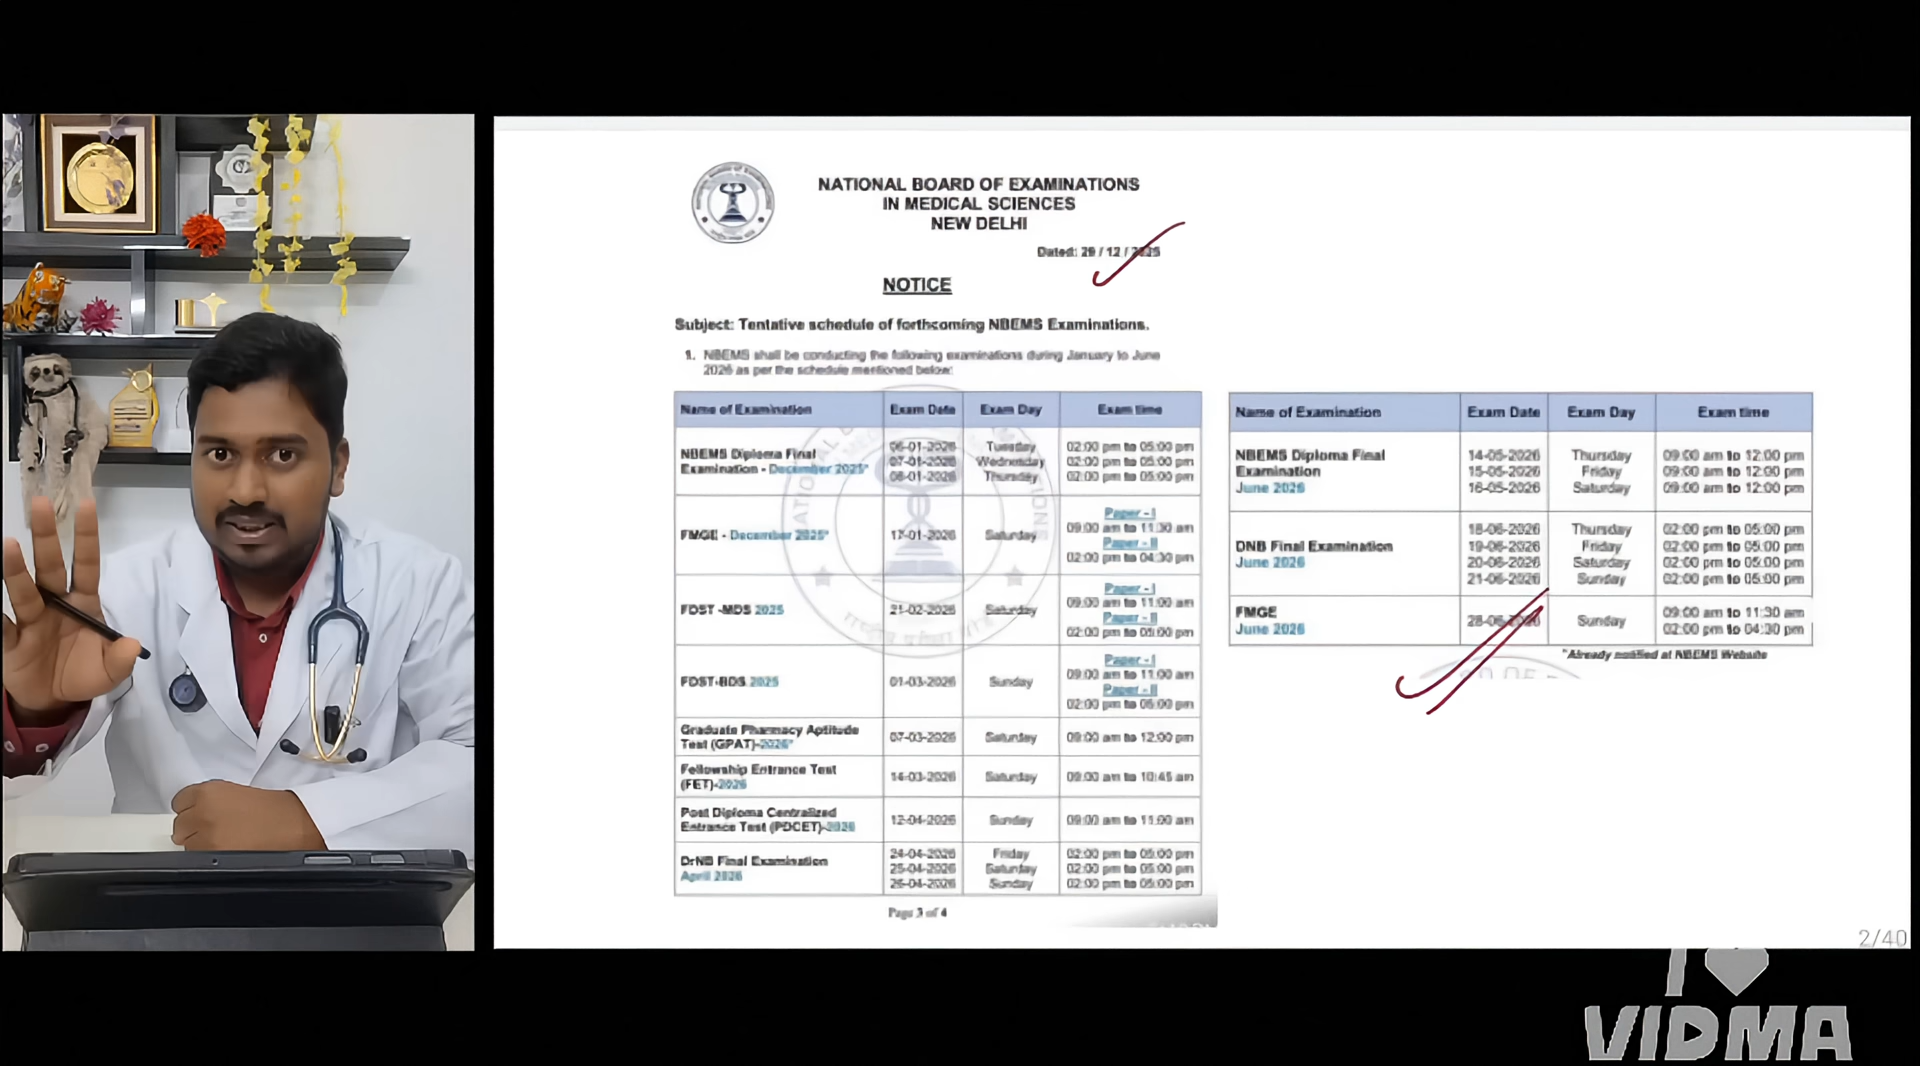 NATIONAL BOARD OF EXAMINATIONS
IN MEDICAL SCIENCES
NEW DELHI
Dated: 29 / 12 / 2025
NOTICE
Subject: Tentative schedule of forthcoming NBEMS Examinations.
1. NBEMS shall be conducting the following examinations during January to June
2026 as per the schedule mentioned below:
Name of Examination Exam Date Exam Day Exam time
NBEMS Diploma Final
Examination - December 2025*
06-01-2026 Tuesday 02:00 pm to 05:00 pm
07-01-2026 Wednesday 02:00 pm to 05:00 pm
08-01-2026 Thursday 02:00 pm to 05:00 pm
FMGE - December 2025* 17-01-2026 Saturday
Paper - I
09:00 am to 11:30 am
Paper - II
02:00 pm to 04:30 pm
FDST -MDS 2025 21-02-2026 Saturday
Paper - I
09:00 am to 11:00 am
Paper - II
02:00 pm to 05:00 pm
FDST-BDS 2025 01-03-2026 Sunday
Paper - I
09:00 am to 11:00 am
Paper - II
02:00 pm to 05:00 pm
Graduate Pharmacy Aptitude
Test (GPAT)-2026*
07-03-2026 Saturday 09:00 am to 12:00 pm
Fellowship Entrance Test
(FET)-2026
14-03-2026 Saturday 09:00 am to 10:45 am
Post Diploma Centralized
Entrance Test (PDCET)-2026
12-04-2026 Sunday 09:00 am to 11:00 am
DrNB Final Examination
April 2026
24-04-2026 Friday 02:00 pm to 05:00 pm
25-04-2026 Saturday 02:00 pm to 05:00 pm
26-04-2026 Sunday 02:00 pm to 05:00 pm
Page 3 of 4
Name of Examination Exam Date Exam Day Exam time
NBEMS Diploma Final
Examination
June 2026
14-05-2026 Thursday 09:00 am to 12:00 pm
15-05-2026 Friday 09:00 am to 12:00 pm
16-05-2026 Saturday 09:00 am to 12:00 pm
DNB Final Examination
June 2026
18-06-2026 Thursday 02:00 pm to 05:00 pm
19-06-2026 Friday 02:00 pm to 05:00 pm
20-06-2026 Saturday 02:00 pm to 05:00 pm
21-06-2026 Sunday 02:00 pm to 05:00 pm
FMGE
June 2026
28-06-2026 Sunday
09:00 am to 11:30 am
02:00 pm to 04:30 pm
*Already notified at NBEMS Website
2/40
I
VIDMA